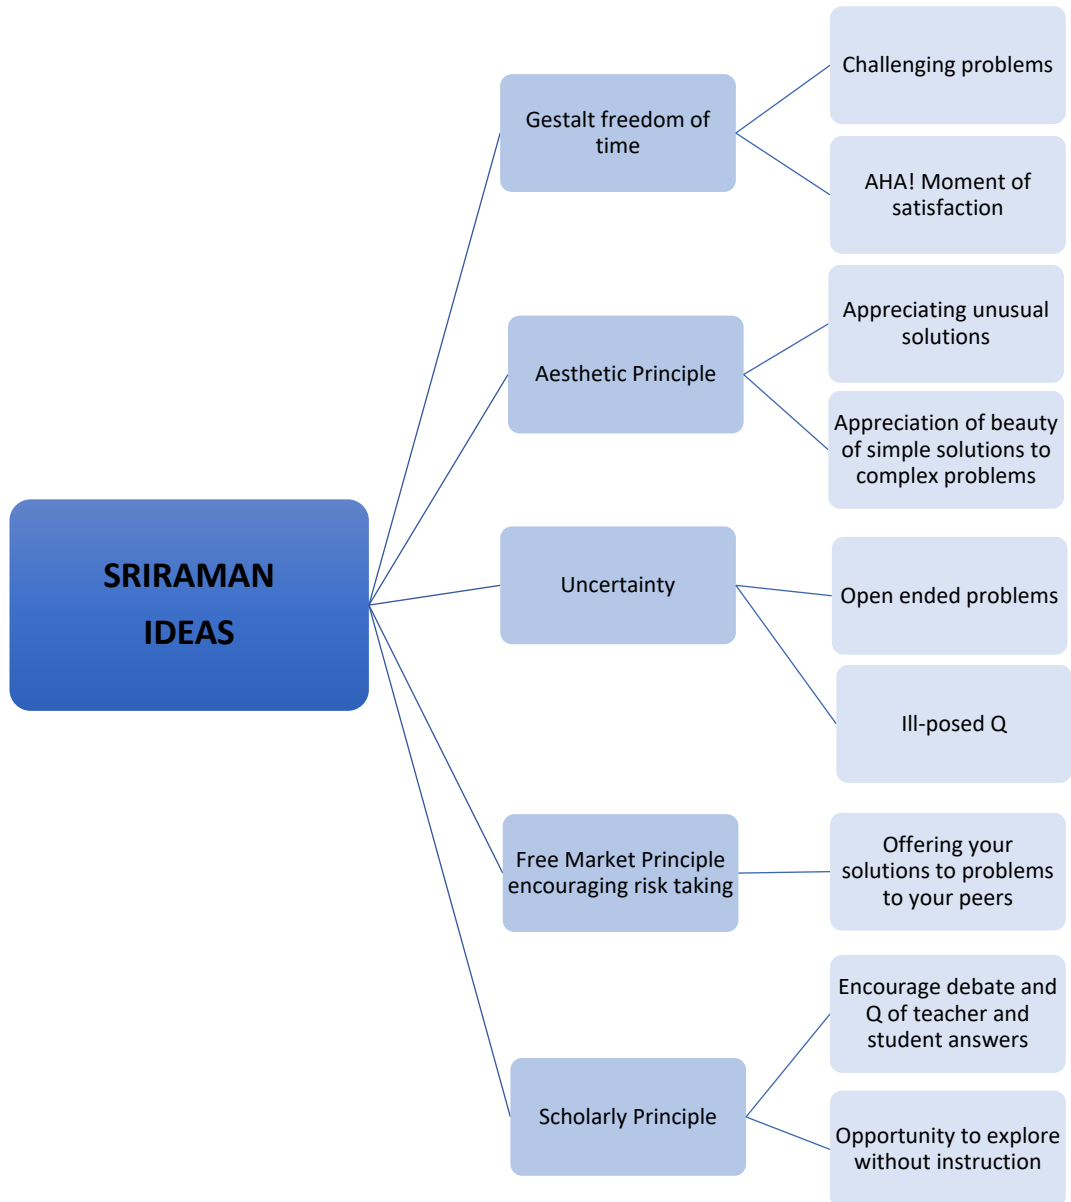 SRIRAMAN
IDEAS
Gestalt freedom of
time
Challenging problems
AHA! Moment of
satisfaction
Aesthetic Principle
Appreciating unusual
solutions
Appreciation of beauty
of simple solutions to
complex problems
Uncertainty
Open ended problems
Ill-posed Q
Free Market Principle
encouraging risk taking
Offering your
solutions to problems
to your peers
Scholarly Principle
Encourage debate and
Q of teacher and
student answers
Opportunity to explore
without instruction